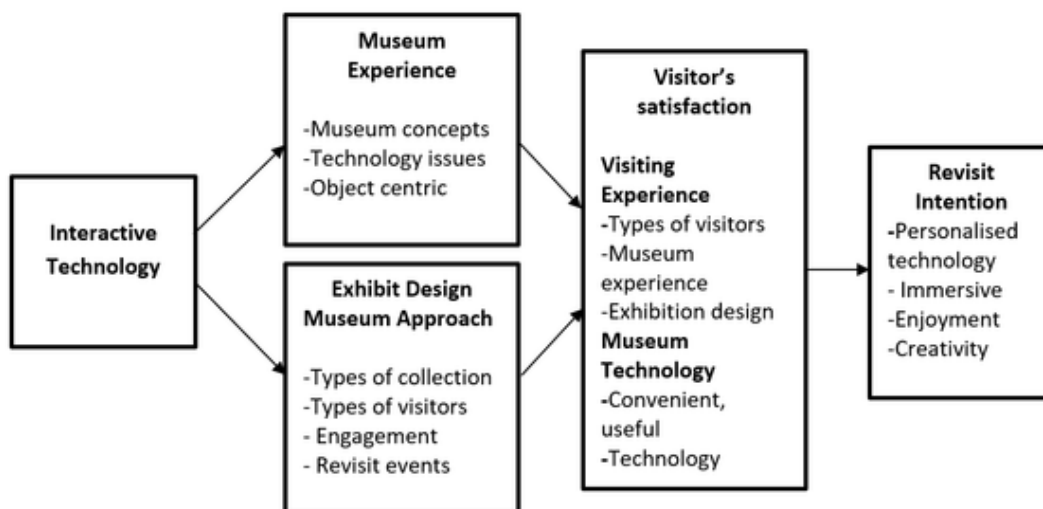 Interactive
Technology
Museum
Experience
-Museum concepts
-Technology issues
-Object centric
Exhibit Design
Museum Approach
-Types of collection
-Types of visitors
- Engagement
- Revisit events
Visitor’s
satisfaction
Visiting
Experience
-Types of visitors
-Museum
experience
-Exhibition design
Museum
Technology
-Convenient,
useful
-Technology
Revisit
Intention
-Personalised
technology
- Immersive
-Enjoyment
-Creativity